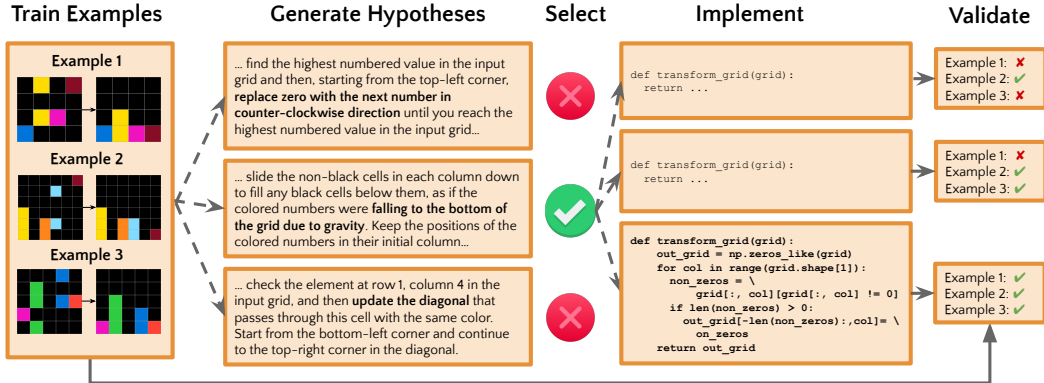 Train Examples
Generate Hypotheses
Select
Implement
Validate
Example 1
Example 2
Example 3
... find the highest numbered value in the input
grid and then, starting from the top-left corner,
replace zero with the next number in
counter-clockwise direction until you reach the
highest numbered value in the input grid...
... slide the non-black cells in each column down
to fill any black cells below them, as if the
colored numbers were falling to the bottom of
the grid due to gravity. Keep the positions of the
colored numbers in their initial column...
... check the element at row 1, column 4 in the
input grid, and then update the diagonal that
passes through this cell with the same color.
Start from the bottom-left corner and continue
to the top-right corner in the diagonal.
def transform_grid(grid):
return ...
def transform_grid(grid):
return ...
def transform_grid(grid):
out_grid = np.zeros_like(grid)
for col in range(grid.shape[1]):
non_zeros = \
grid[:, col][grid[:, col] != 0]
if len(non_zeros) > 0:
out_grid[-len(non_zeros):,col]= \
on_zeros
return out_grid
Example 1: ✘
Example 2: ✓
Example 3: ✘
Example 1: ✘
Example 2: ✓
Example 3: ✓
Example 1: ✓
Example 2: ✓
Example 3: ✓